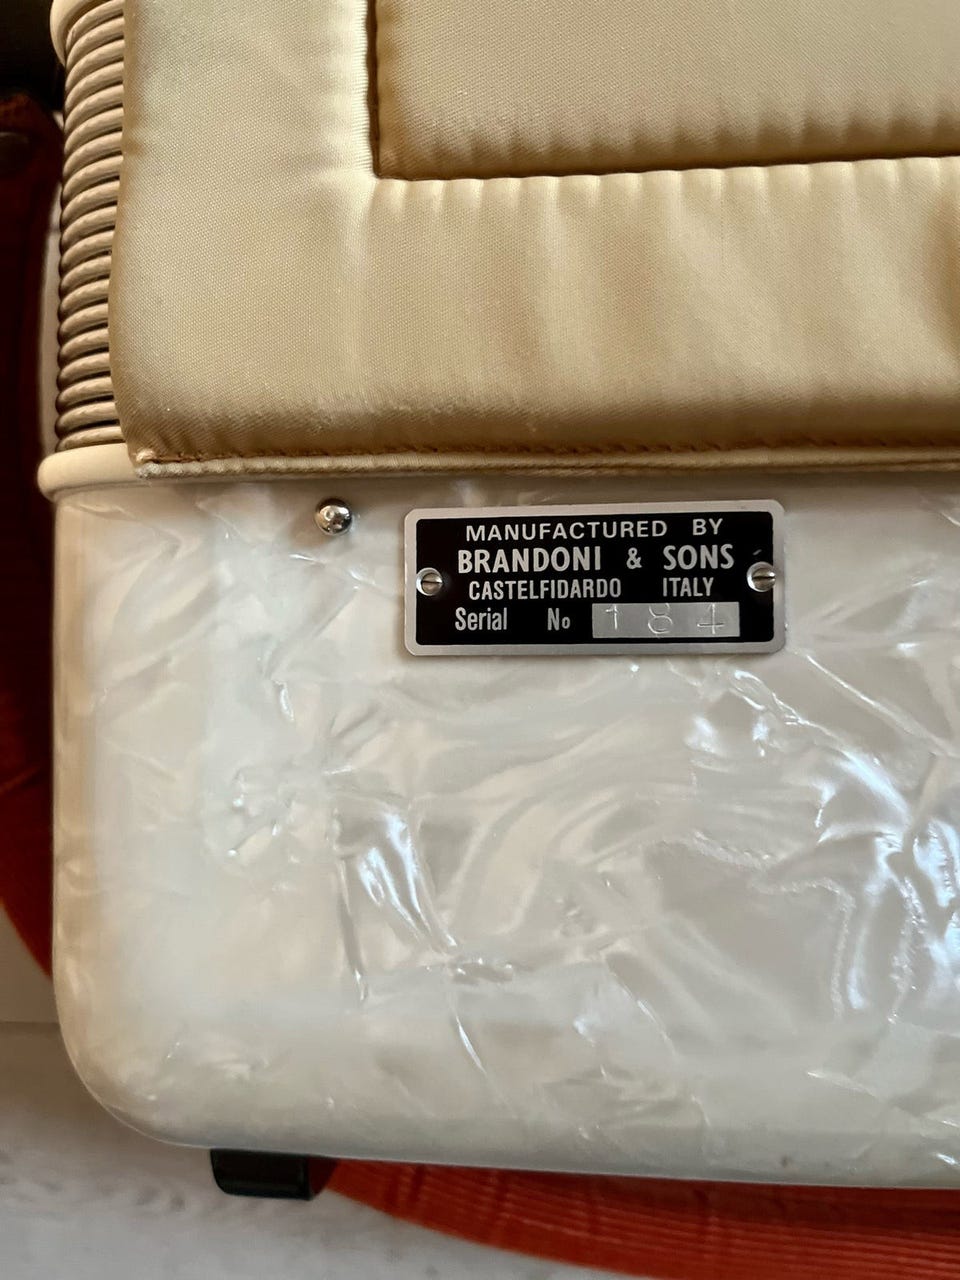 MANUFACTURED BY
BRANDONI & SONS
CASTELFIDARDO ITALY
Serial No 184